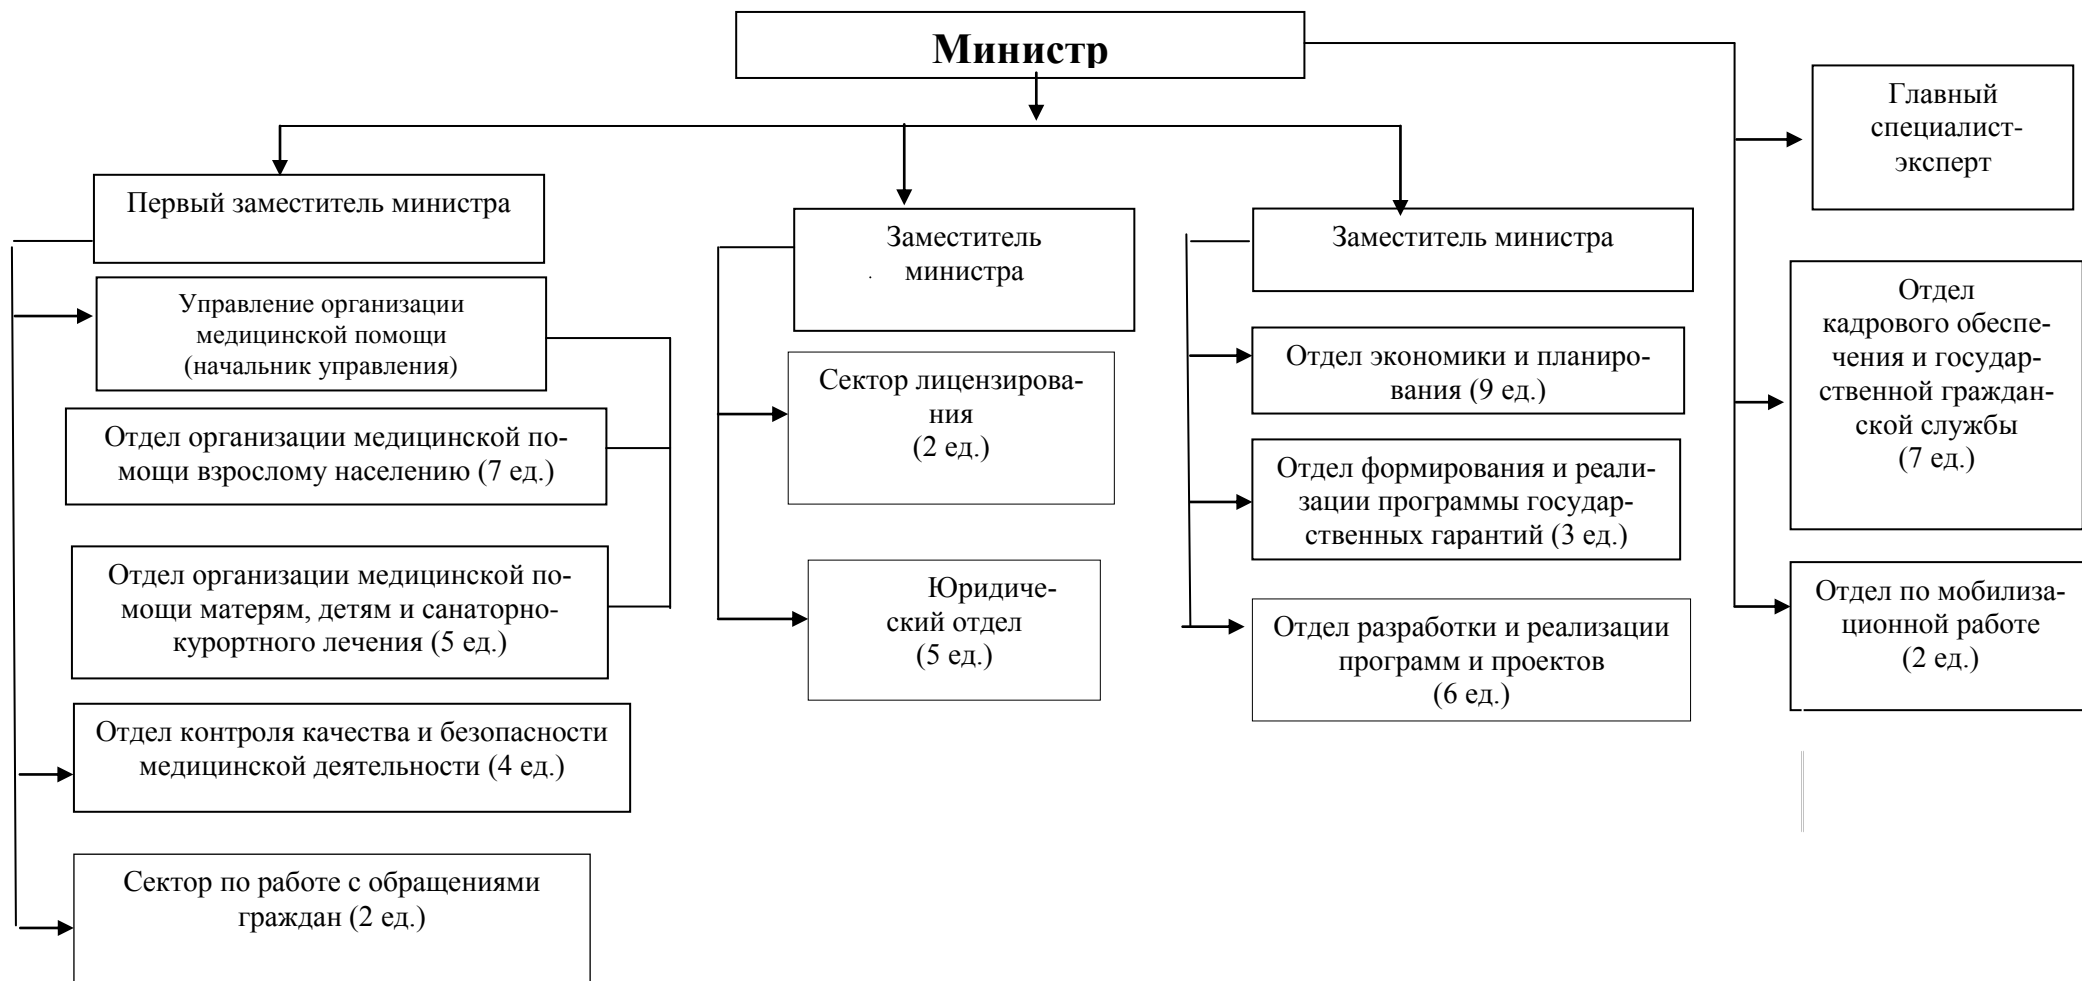 Министр
Главный
специалист-
эксперт
Первый заместитель министра
Заместитель
министра
Заместитель министра
Управление организации
медицинской помощи
(начальник управления)
Отдел
кадрового обеспе-
чения и государ-
ственной граждан-
ской службы
(7 ед.)
Сектор лицензирова-
ния
(2 ед.)
Отдел экономики и планиро-
вания (9 ед.)
Отдел организации медицинской по-
мощи взрослому населению (7 ед.)
Отдел формирования и реали-
зации программы государ-
ственных гарантий (3 ед.)
Отдел организации медицинской по-
мощи матерям, детям и санаторно-
курортного лечения (5 ед.)
Юридиче-
ский отдел
(5 ед.)
Отдел разработки и реализации
программ и проектов
(6 ед.)
Отдел по мобилиза-
ционной работе
(2 ед.)
Отдел контроля качества и безопасности
медицинской деятельности (4 ед.)
Сектор по работе с обращениями
граждан (2 ед.)